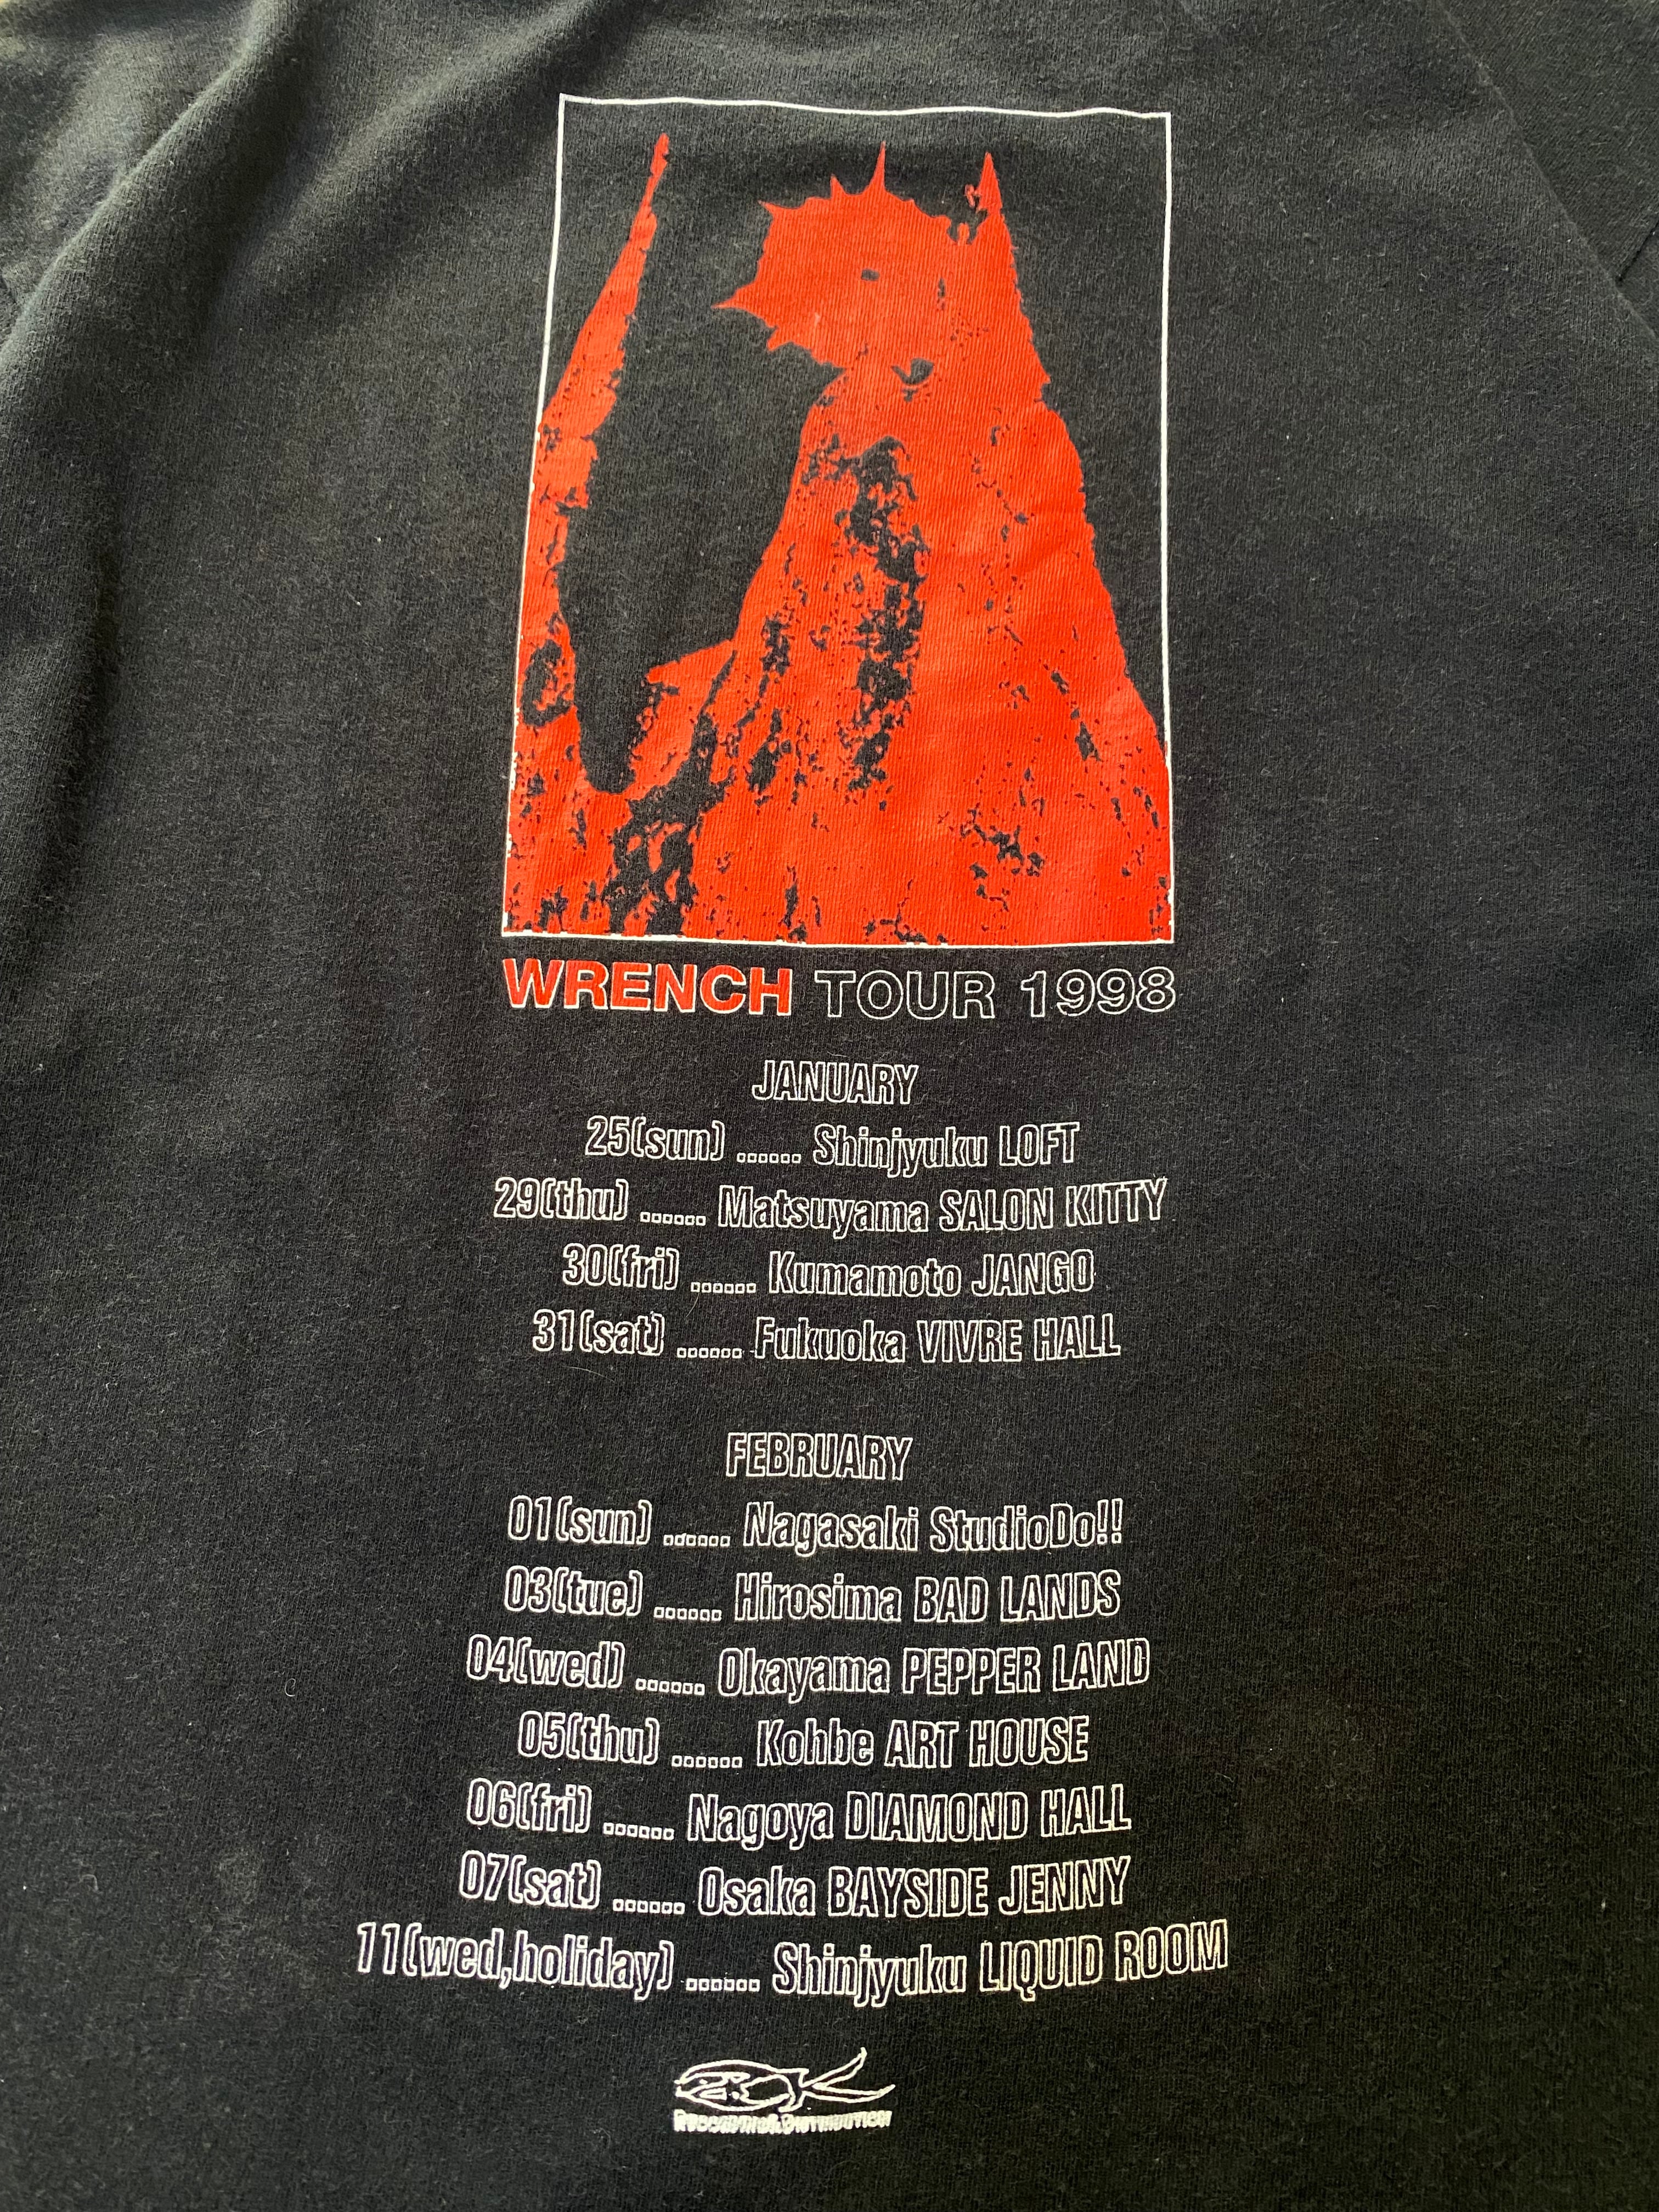 WRENCH TOUR 1998
JANUARY
25(sun) ...... Shinjyuku LOFT
29(thu) ...... Matsuyama SALON KITTY
30(fri) ...... Kumamoto JANGO
31(sat) ...... Fukuoka VIVRE HALL
FEBRUARY
01(sun) ...... Nagasaki StudioDo!!
03(tue) ...... Hirosima BAD LANDS
04(wed) ...... Okayama PEPPER LAND
05(thu) ...... Kohbe ART HOUSE
06(fri) ...... Nagoya DIAMOND HALL
07(sat) ...... Osaka BAYSIDE JENNY
11(wed,holiday) ...... Shinjyuku LIQUID ROOM